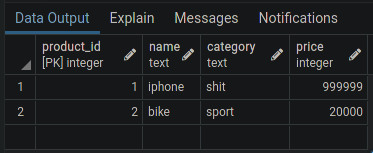 Data Output Explain Messages Notifications
product_id name category price
[PK] integer text text integer
1 1 iphone shit 999999
2 2 bike sport 20000